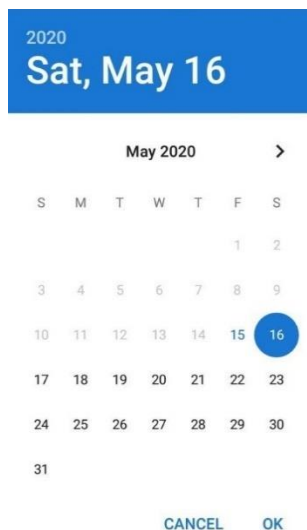 2020
Sat, May 16
May 2020 >
S M T W T F S
1 2
3 4 5 6 7 8 9
10 11 12 13 14 15 16
17 18 19 20 21 22 23
24 25 26 27 28 29 30
31
CANCEL OK